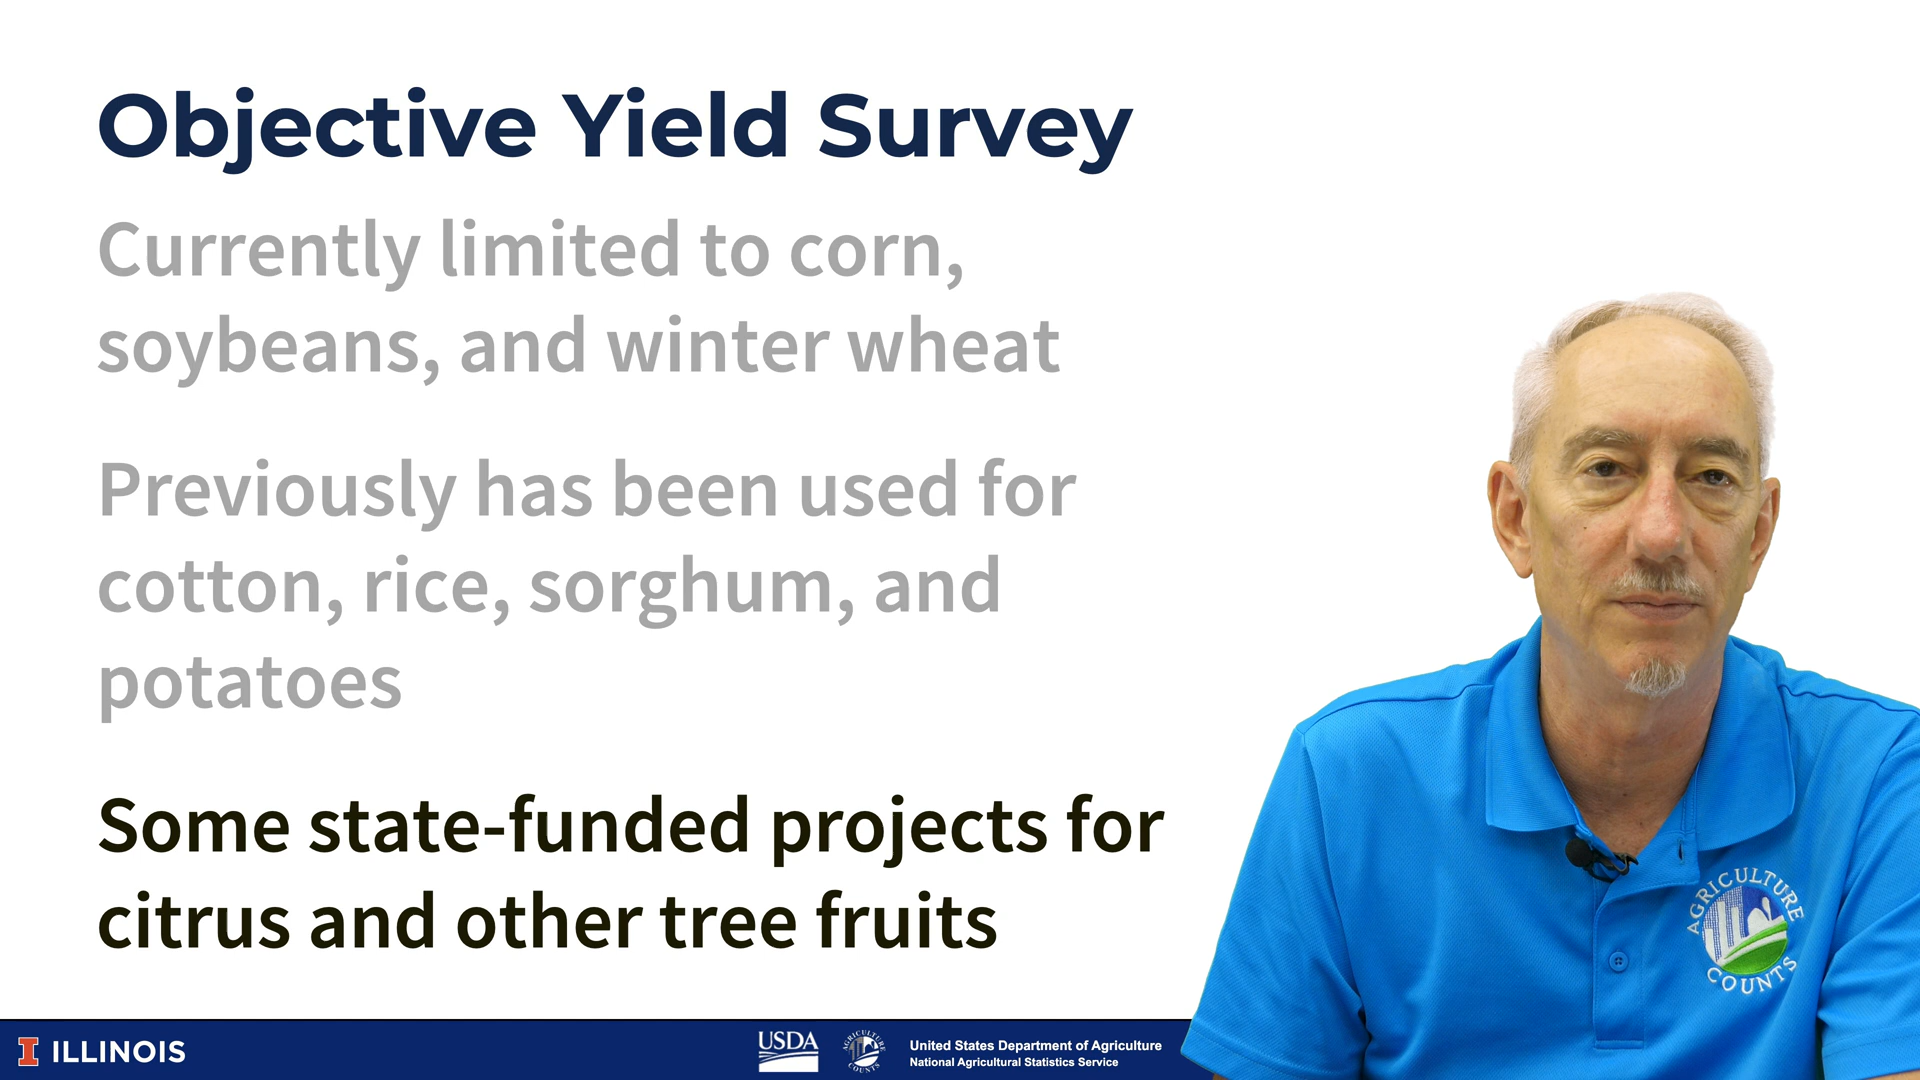 Objective Yield Survey
Currently limited to corn,
soybeans, and winter wheat
Previously has been used for
cotton, rice, sorghum, and
potatoes
Some state-funded projects for
citrus and other tree fruits
AGRICULTURE
COUNTS
I ILLINOIS
USDA
AGRICULTURE
COUNTS
United States Department of Agriculture
National Agricultural Statistics Service